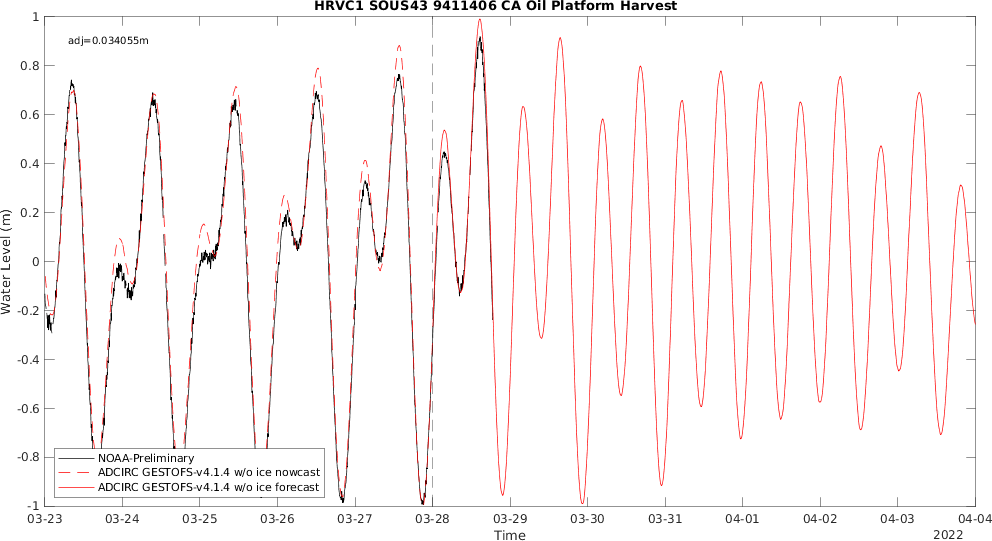 HRVC1 SOUS43 9411406 CA Oil Platform Harvest
adj=0.034055m
Water Level (m)
1
0.8
0.6
0.4
0.2
0
-0.2
-0.4
-0.6
-0.8
-1
NOAA-Preliminary
ADCIRC GESTOFS-v4.1.4 w/o ice nowcast
ADCIRC GESTOFS-v4.1.4 w/o ice forecast
03-23 03-24 03-25 03-26 03-27 03-28 03-29 03-30 03-31 04-01 04-02 04-03 04-04
Time
2022